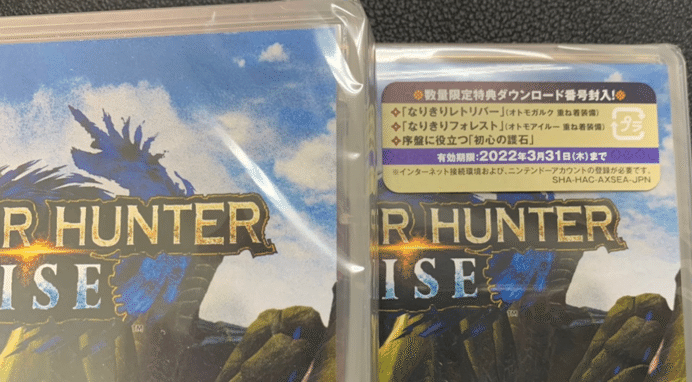 R HUNTER
ISE
数量限定特典ダウンロード番号封入!
「なりきりレトリバー」(オトモガルク 重ね着装備)
「なりきりフォレスト」(オトモアイルー 重ね着装備)
序盤に役立つ「初心の護石」
プラ
有効期限:2022年3月31日(木)まで
※インターネット接続環境および、ニンテンドーアカウントの登録が必要です。
SHA-HAC-AXSEA-JPN
ER HUNTER
ISE